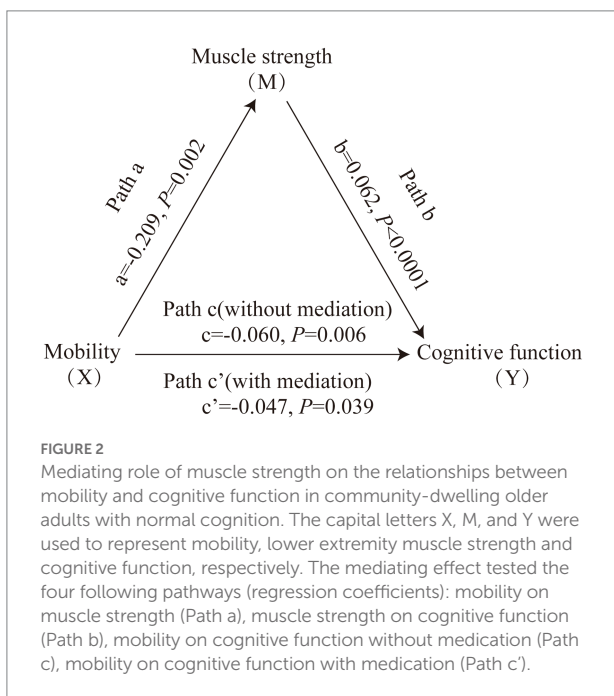 Muscle strength
(M)
Path a
a=-0.209, P=0.002
b=0.062, P<0.0001
Path b
Path c(without mediation)
c=-0.060, P=0.006
Mobility
(X)
Cognitive function
(Y)
Path c’(with mediation)
c’=-0.047, P=0.039
FIGURE 2
Mediating role of muscle strength on the relationships between
mobility and cognitive function in community-dwelling older
adults with normal cognition. The capital letters X, M, and Y were
used to represent mobility, lower extremity muscle strength and
cognitive function, respectively. The mediating effect tested the
four following pathways (regression coefficients): mobility on
muscle strength (Path a), muscle strength on cognitive function
(Path b), mobility on cognitive function without medication (Path
c), mobility on cognitive function with medication (Path c’).